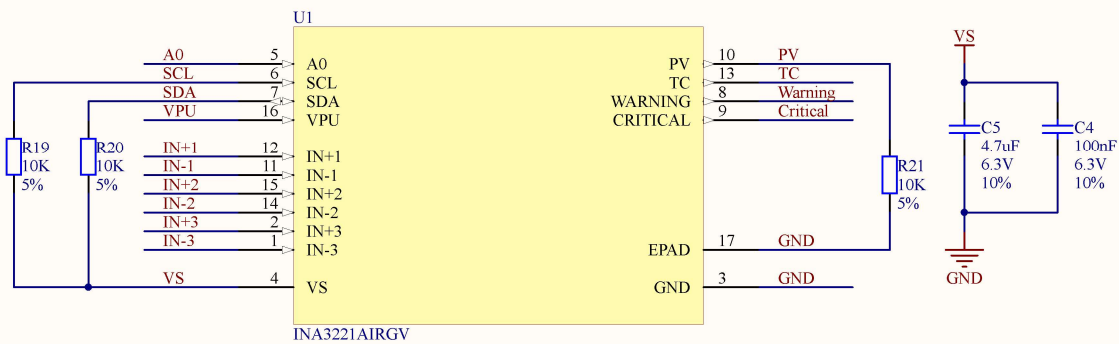 U1
A0 5 A0
SCL 6 SCL
SDA 7 SDA
VPU 16 VPU
IN+1 12 IN+1
IN-1 11 IN-1
IN+2 15 IN+2
IN-2 14 IN-2
IN+3 2 IN+3
IN-3 1 IN-3
VS 4 VS
R19
10K
5%
R20
10K
5%
PV 10 PV
TC 13 TC
WARNING 8 Warning
CRITICAL 9 Critical
EPAD 17 GND
GND 3 GND
INA3221AIRGV
R21
10K
5%
VS
C5
4.7uF
6.3V
10%
C4
100nF
6.3V
10%
GND